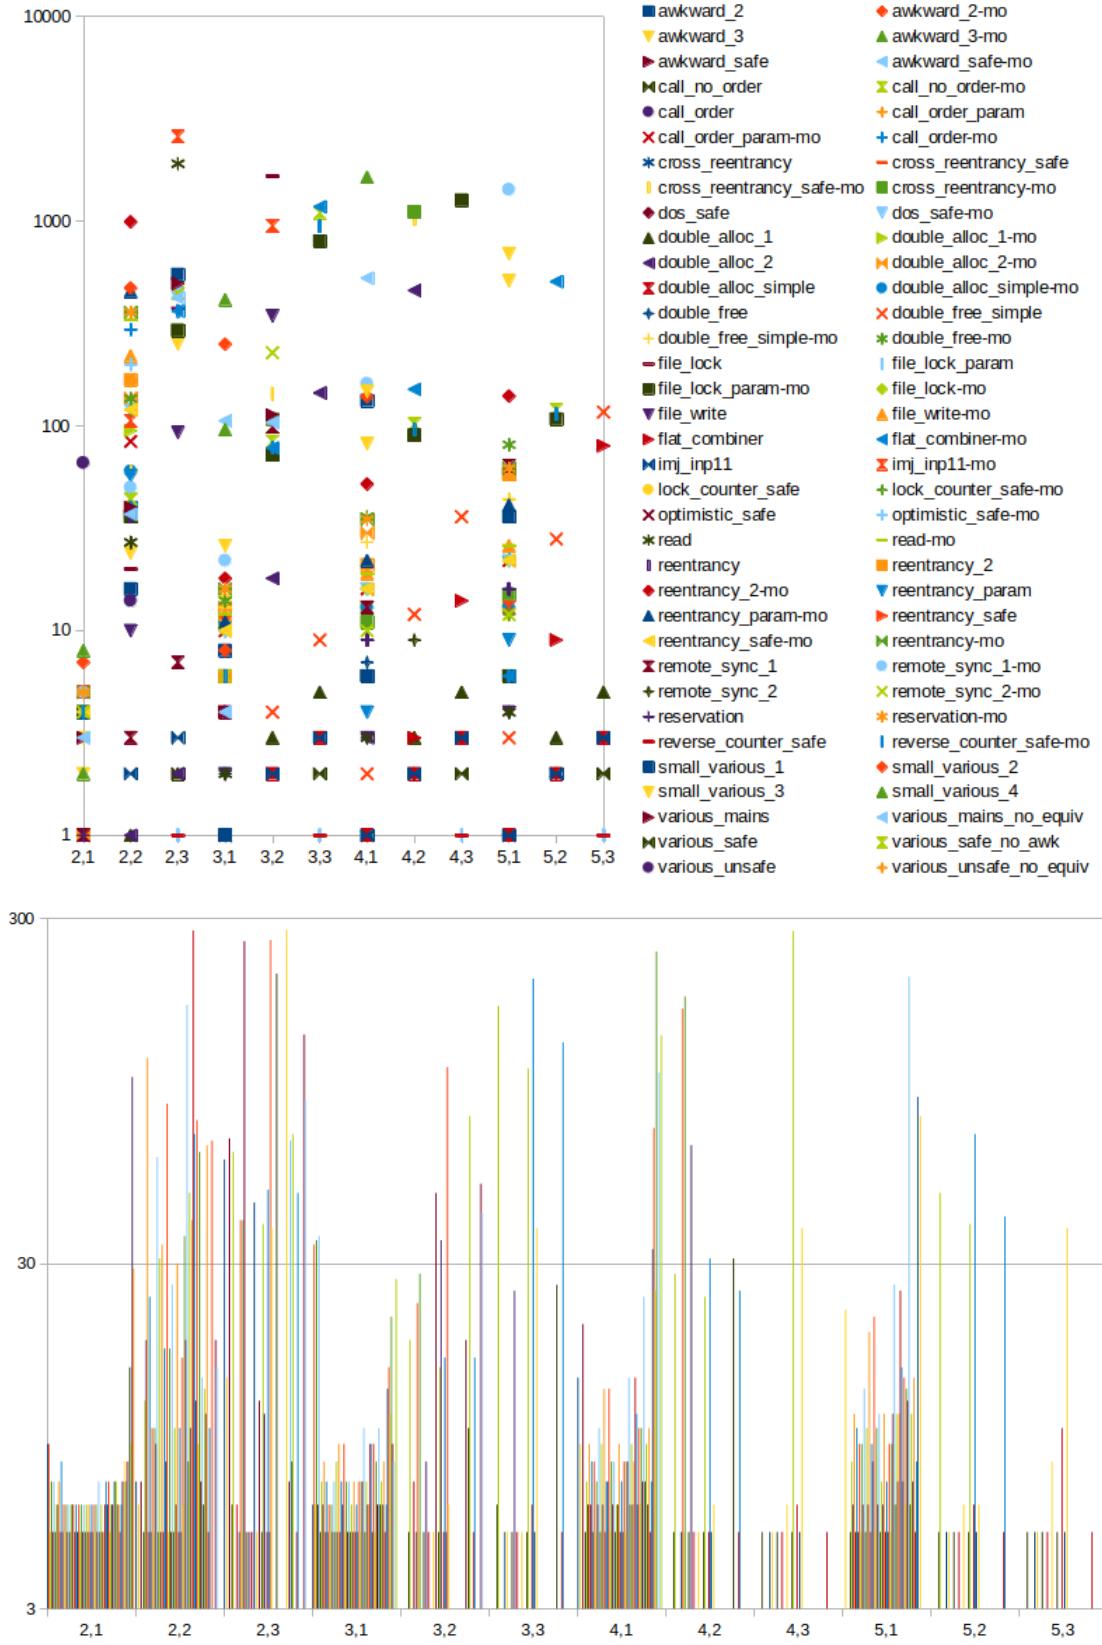 10000
1000
100
10
1
2,1 2,2 2,3 3,1 3,2 3,3 4,1 4,2 4,3 5,1 5,2 5,3
awkward_2 awkward_2-mo
awkward_3 awkward_3-mo
awkward_safe awkward_safe-mo
call_no_order call_no_order-mo
call_order call_order_param
call_order_param-mo call_order-mo
cross_reentrancy cross_reentrancy_safe
cross_reentrancy_safe-mo cross_reentrancy-mo
dos_safe dos_safe-mo
double_alloc_1 double_alloc_1-mo
double_alloc_2 double_alloc_2-mo
double_alloc_simple double_alloc_simple-mo
double_free double_free_simple
double_free_simple-mo double_free-mo
file_lock file_lock_param
file_lock_param-mo file_lock-mo
file_write file_write-mo
flat_combiner flat_combiner-mo
imj_inp11 imj_inp11-mo
lock_counter_safe lock_counter_safe-mo
optimistic_safe optimistic_safe-mo
read read-mo
reentrancy reentrancy_2
reentrancy_2-mo reentrancy_param
reentrancy_param-mo reentrancy_safe
reentrancy_safe-mo reentrancy-mo
remote_sync_1 remote_sync_1-mo
remote_sync_2 remote_sync_2-mo
reservation reservation-mo
reverse_counter_safe reverse_counter_safe-mo
small_various_1 small_various_2
small_various_3 small_various_4
various_mains various_mains_no_equiv
various_safe various_safe_no_awk
various_unsafe various_unsafe_no_equiv
300
30
3
2,1 2,2 2,3 3,1 3,2 3,3 4,1 4,2 4,3 5,1 5,2 5,3